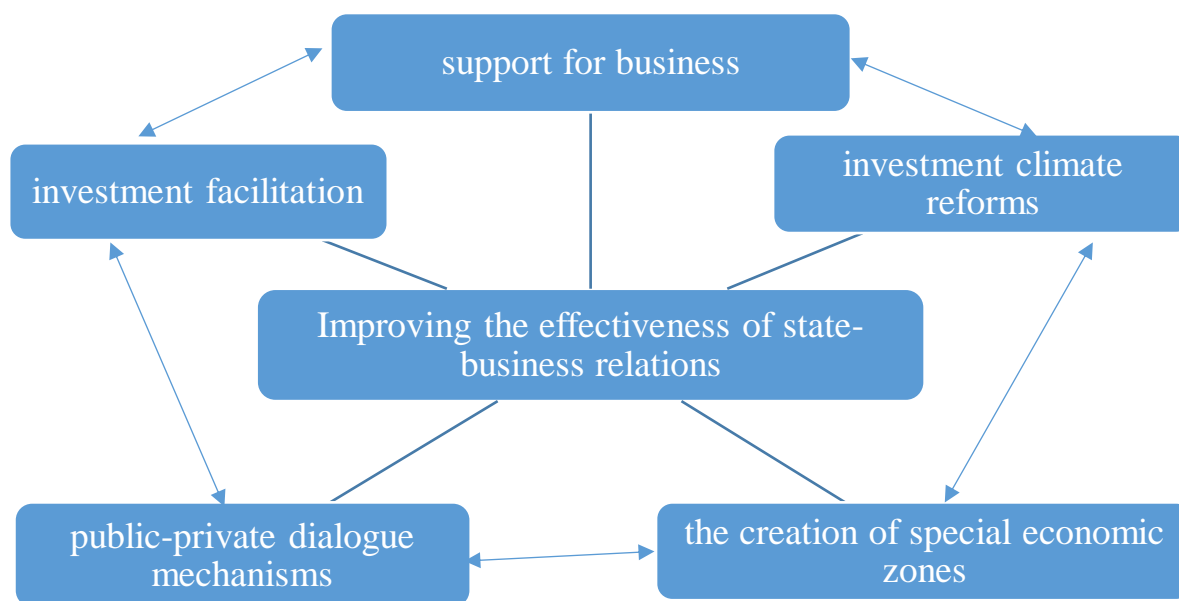 support for business
investment facilitation
investment climate
reforms
Improving the effectiveness of state-
business relations
public-private dialogue
mechanisms
the creation of special economic
zones